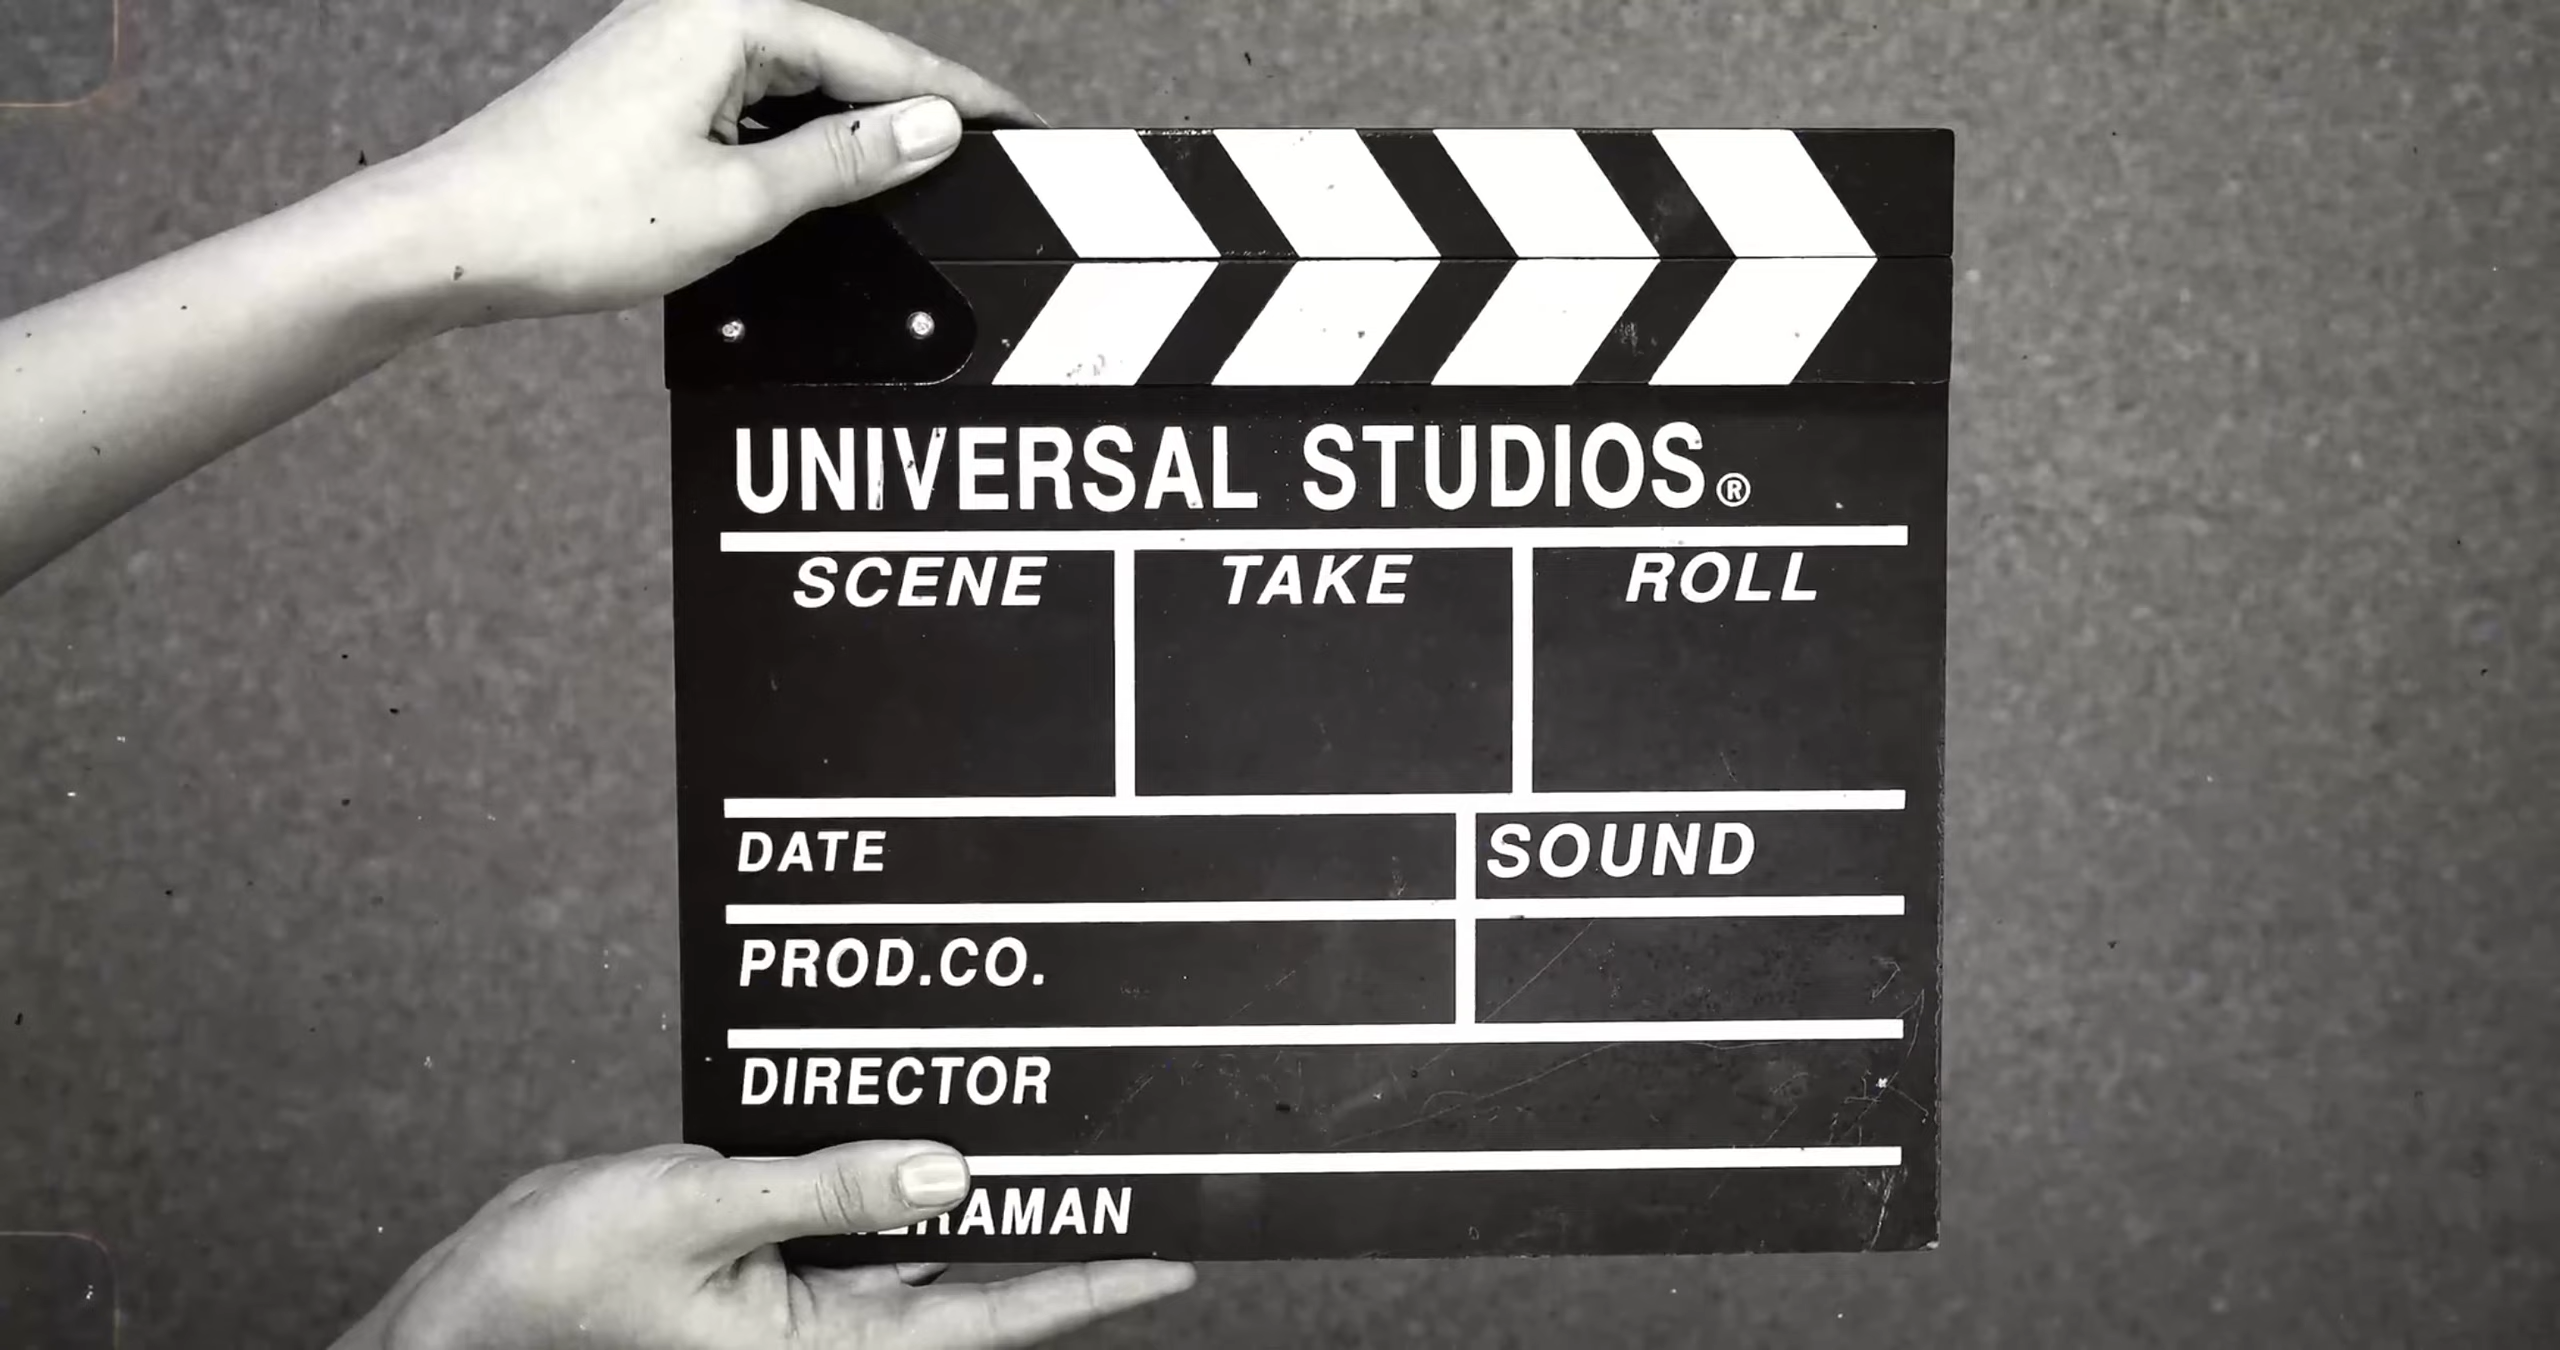 UNIVERSAL STUDIOS®
SCENE TAKE ROLL
DATE SOUND
PROD.CO.
DIRECTOR